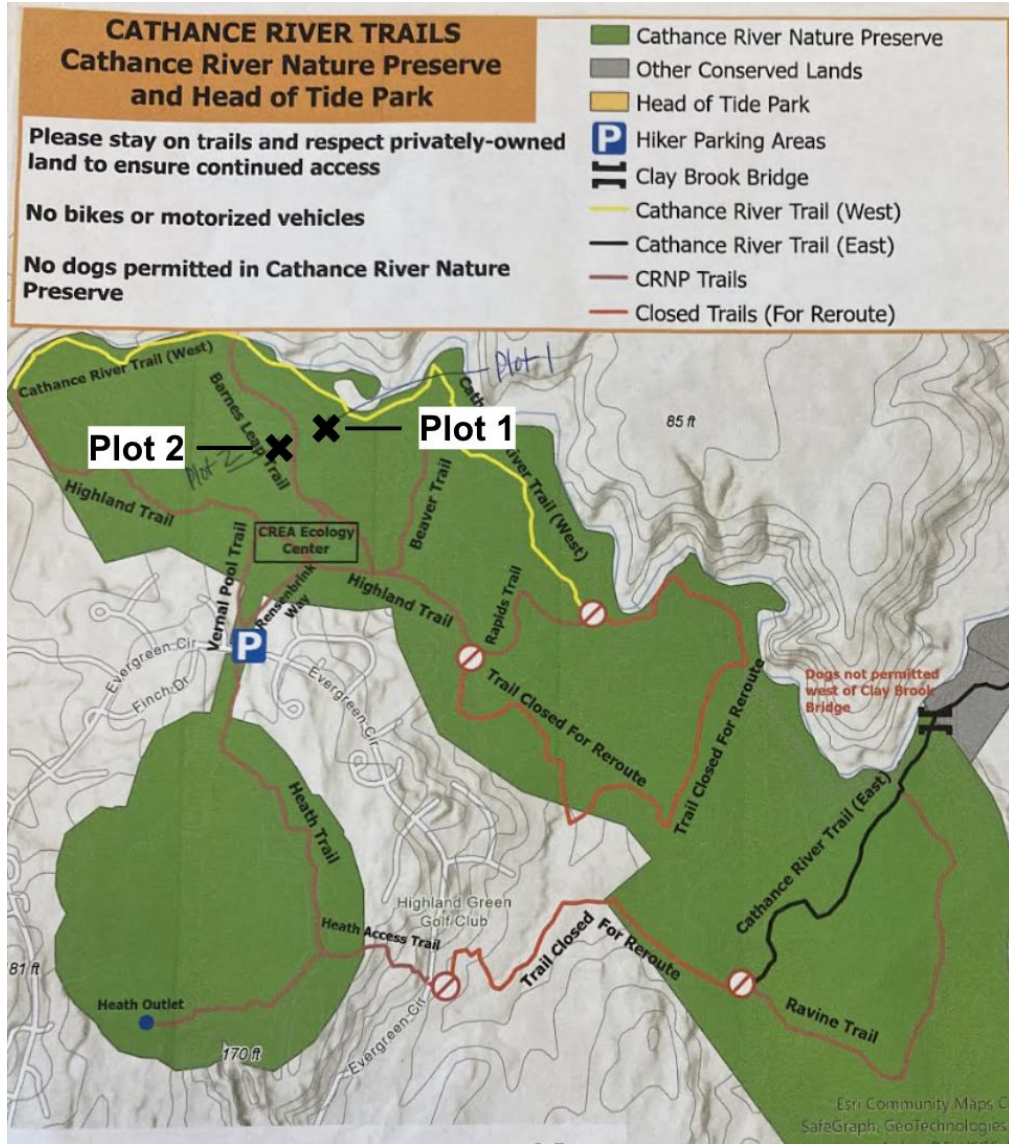 CATHANCE RIVER TRAILS
Cathance River Nature Preserve
and Head of Tide Park
Please stay on trails and respect privately-owned
land to ensure continued access
No bikes or motorized vehicles
No dogs permitted in Cathance River Nature
Preserve
Cathance River Nature Preserve
Other Conserved Lands
Head of Tide Park
P Hiker Parking Areas
Clay Brook Bridge
Cathance River Trail (West)
Cathance River Trail (East)
CRNP Trails
Closed Trails (For Reroute)
Cathance River Trail (West)
Plot 1
Barnes Leap Trail
Plot 1
Plot 2
Plot 2
85 ft
River Trail (West)
Beaver Trail
Highland Trail
CREA Ecology
Center
Vernal Pool Trail
Rensenbrink
Way
Highland Trail
Rapids Trail
P
Evergreen Cir
Finch Dr
Evergreen Cir
Trail Closed For Reroute
Trail Closed For Reroute
Dogs not permitted
west of Clay Brook
Bridge
Heath Trail
Cathance River Trail (East)
Highland Green
Golf Club
Heath Access Trail
Trail Closed For Reroute
81 ft
Heath Outlet
Evergreen Cir
Ravine Trail
170 ft
Esri Community Maps C
SafeGraph, GeoTechnologies